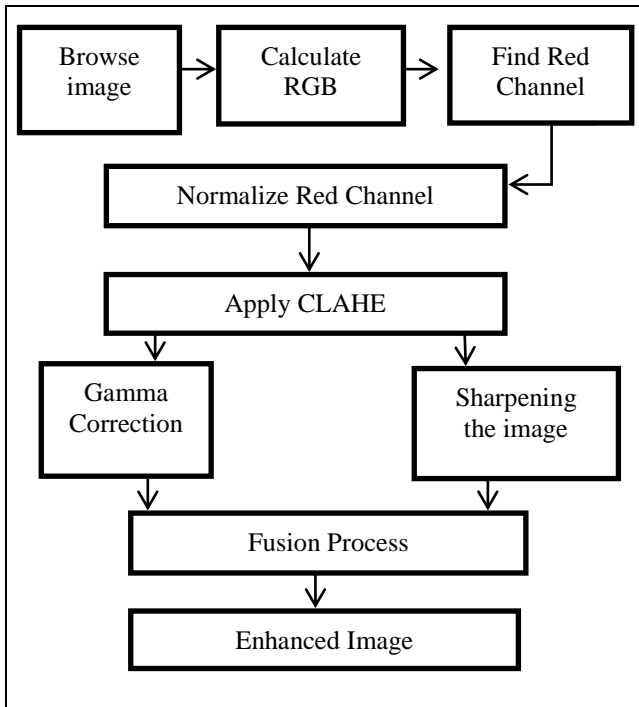 Browse
image
Calculate
RGB
Find Red
Channel
Normalize Red Channel
Apply CLAHE
Gamma
Correction
Sharpening
the image
Fusion Process
Enhanced Image